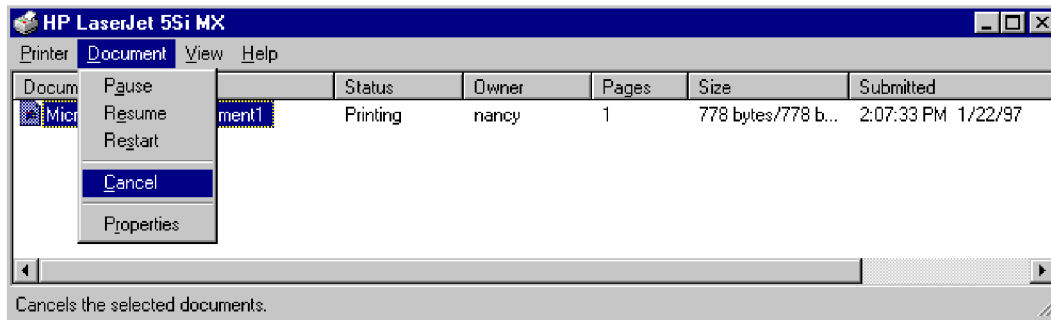 HP LaserJet 5Si MX
Printer Document View Help
Docum Status Owner Pages Size Submitted
Micr ment1 Printing nancy 1 778 bytes/778 b... 2:07:33 PM 1/22/97
Pause
Resume
Restart
Cancel
Properties
Cancels the selected documents.